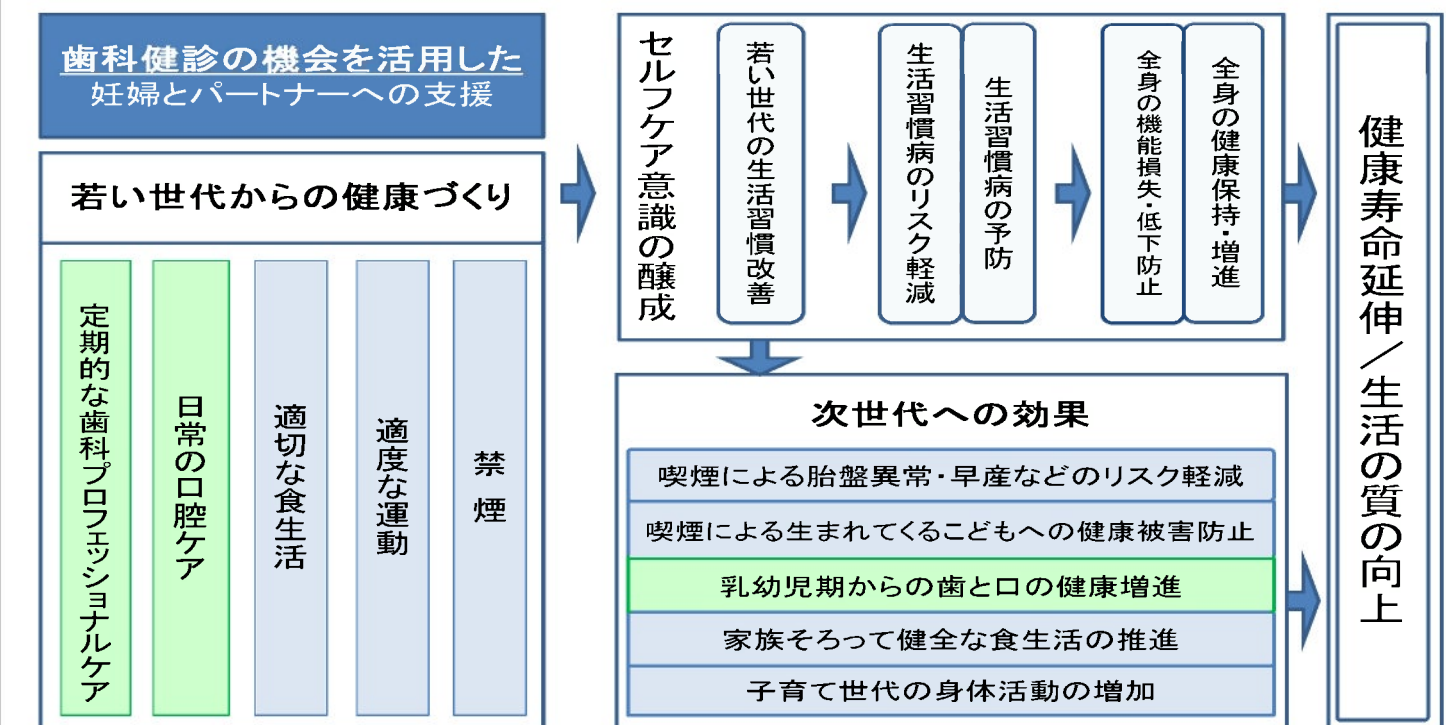 歯科健診の機会を活用した
妊婦とパートナーへの支援
若い世代からの健康づくり
定期的な歯科プロフェッショナルケア
日常の口腔ケア
適切な食生活
適度な運動
禁煙
セルフケア意識の醸成
若い世代の生活習慣改善
生活習慣病のリスク軽減
生活習慣病の予防
全身の機能損失・低下防止
全身の健康保持・増進
次世代への効果
喫煙による胎盤異常・早産などのリスク軽減
喫煙による生まれてくるこどもへの健康被害防止
乳幼児期からの歯と口の健康増進
家族そろって健全な食生活の推進
子育て世代の身体活動の増加
健康寿命延伸／生活の質の向上